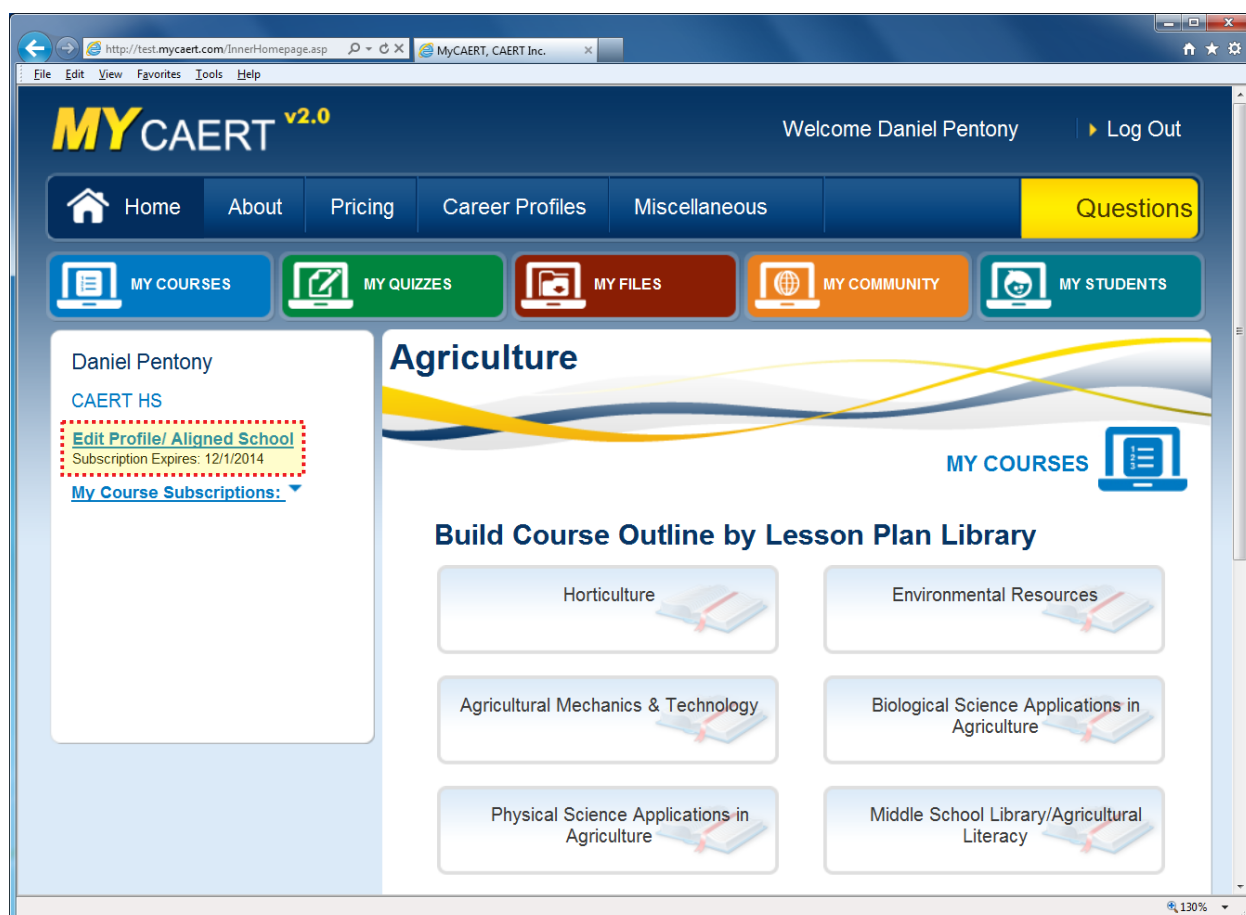 http://test.mycaert.com/InnerHomepage.asp
MyCAERT, CAERT Inc.
File Edit View Favorites Tools Help
MYCAERT v2.0
Welcome Daniel Pentony
Log Out
Home
About
Pricing
Career Profiles
Miscellaneous
Questions
MY COURSES
MY QUIZZES
MY FILES
MY COMMUNITY
MY STUDENTS
Daniel Pentony
CAERT HS
Edit Profile/ Aligned School
Subscription Expires: 12/1/2014
My Course Subscriptions:
Agriculture
MY COURSES
1
2
3
Build Course Outline by Lesson Plan Library
Horticulture
Environmental Resources
Agricultural Mechanics & Technology
Biological Science Applications in
Agriculture
Physical Science Applications in
Agriculture
Middle School Library/Agricultural
Literacy
130%